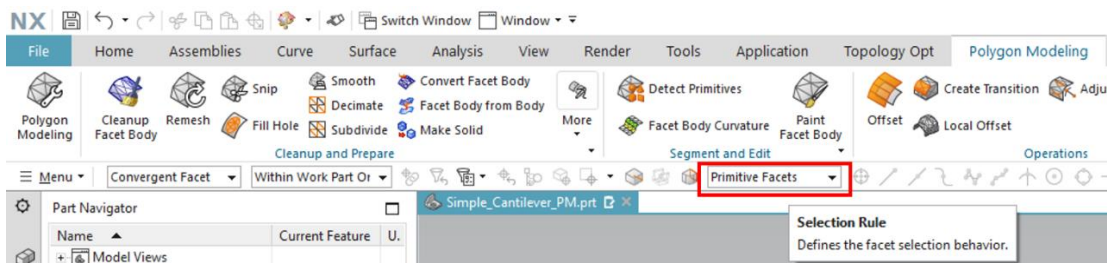 NX Switch Window Window
File Home Assemblies Curve Surface Analysis View Render Tools Application Topology Opt Polygon Modeling
Polygon Modeling
Cleanup Facet Body
Remesh
Snip
Fill Hole
Smooth
Decimate
Subdivide
Convert Facet Body
Facet Body from Body
Make Solid
More
Cleanup and Prepare
Detect Primitives
Facet Body Curvature
Paint Facet Body
Segment and Edit
Offset
Create Transition
Adju
Local Offset
Operations
Menu Convergent Facet Within Work Part Or Primitive Facets
Part Navigator
Simple_Cantilever_PM.prt
Name Current Feature U.
Model Views
Selection Rule
Defines the facet selection behavior.